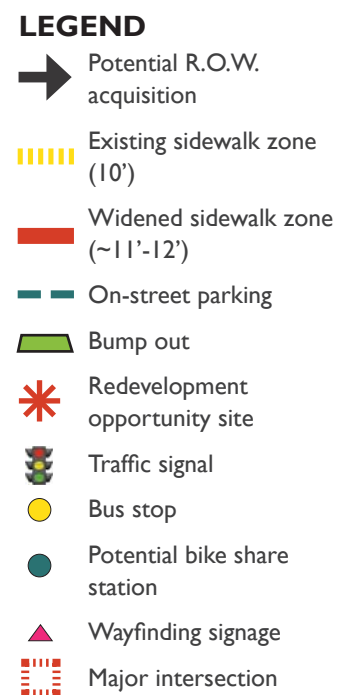 LEGEND
Potential R.O.W.
acquisition
Existing sidewalk zone
(10’)
Widened sidewalk zone
(~11’-12’)
On-street parking
Bump out
Redevelopment
opportunity site
Traffic signal
Bus stop
Potential bike share
station
Wayfinding signage
Major intersection